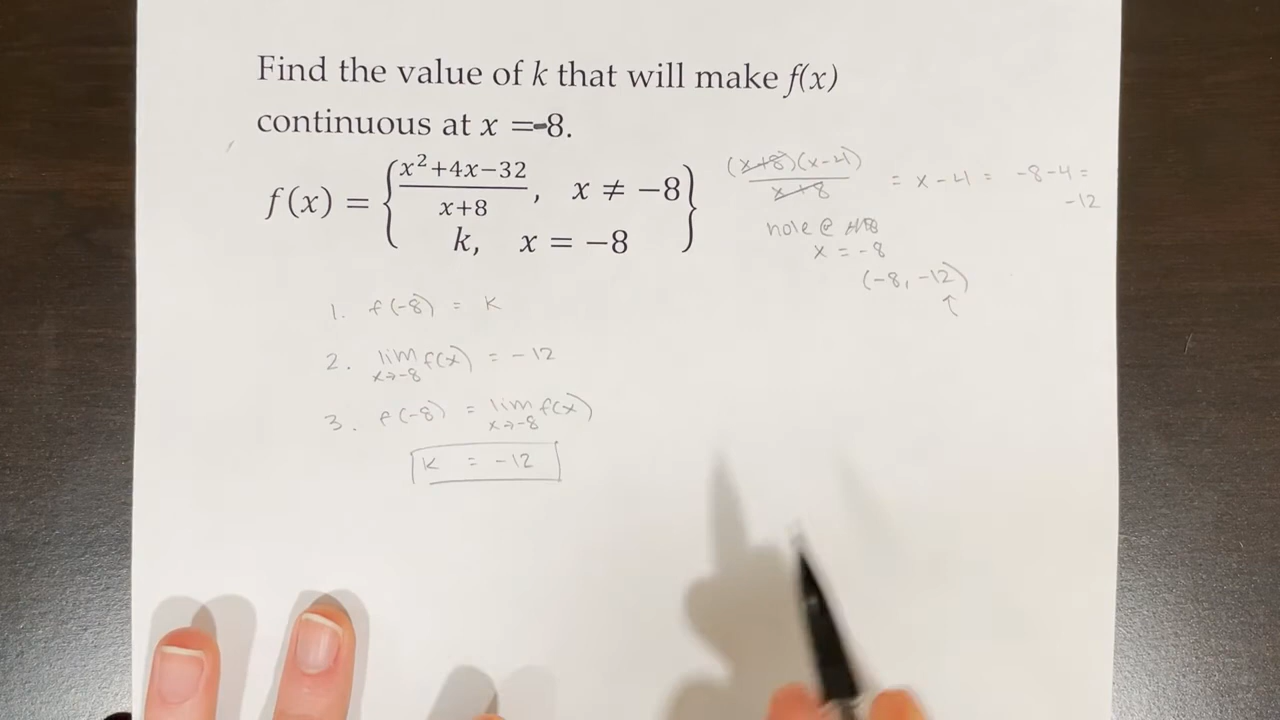 Find the value of k that will make f(x)
continuous at x =-8.
f(x) = { x²+4x−32 / x+8, x ≠ −8
k, x = −8 }
(x+8)(x-4) / x+8 = x-4 = -8-4 =
-12
hole @
x = -8
(-8, -12)
↑
1. f(-8) = K
2. lim x→-8 f(x) = -12
3. f(-8) = lim x→-8 f(x)
K = -12